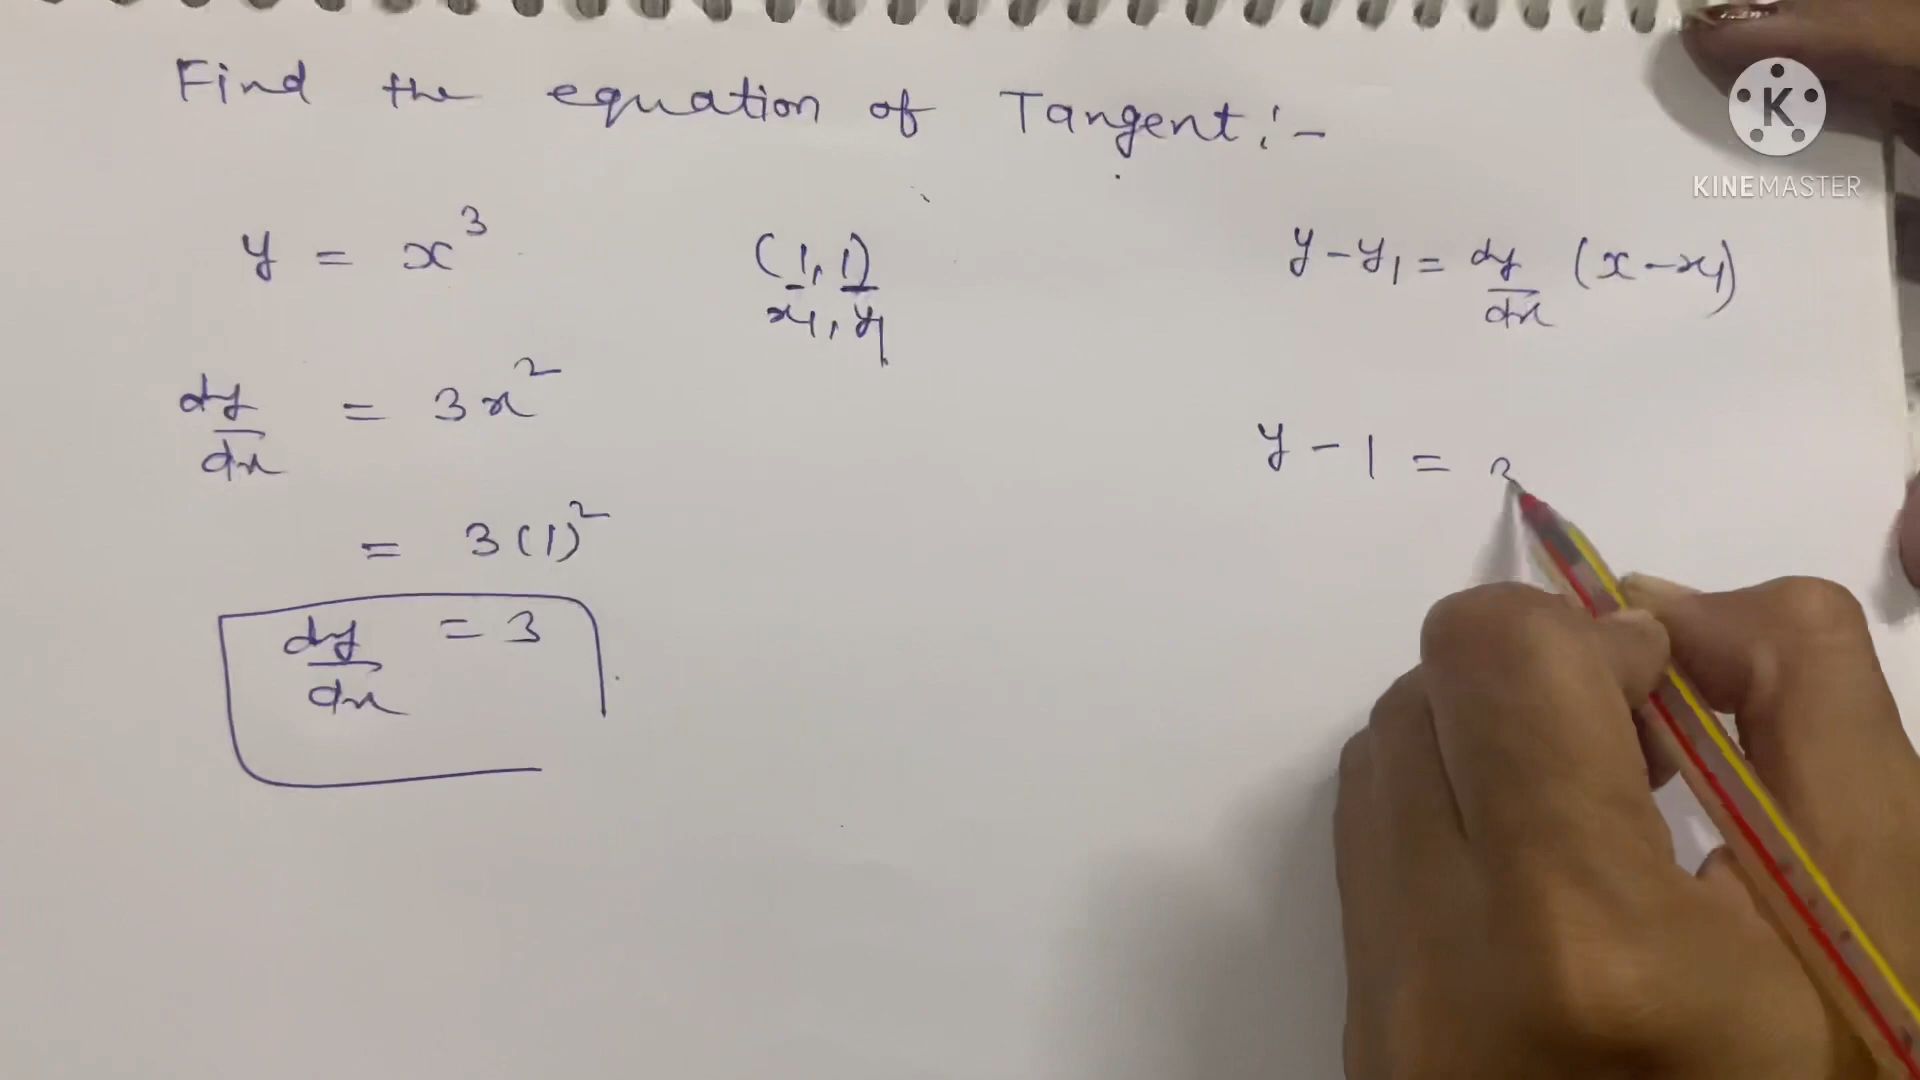 Find the equation of Tangent :-
y = x³
(1, 1)
x₁, y₁
dy/dx = 3x²
= 3(1)²
dy/dx = 3
y - y₁ = dy/dx (x - x₁)
y - 1 = 3
K
KINEMASTER